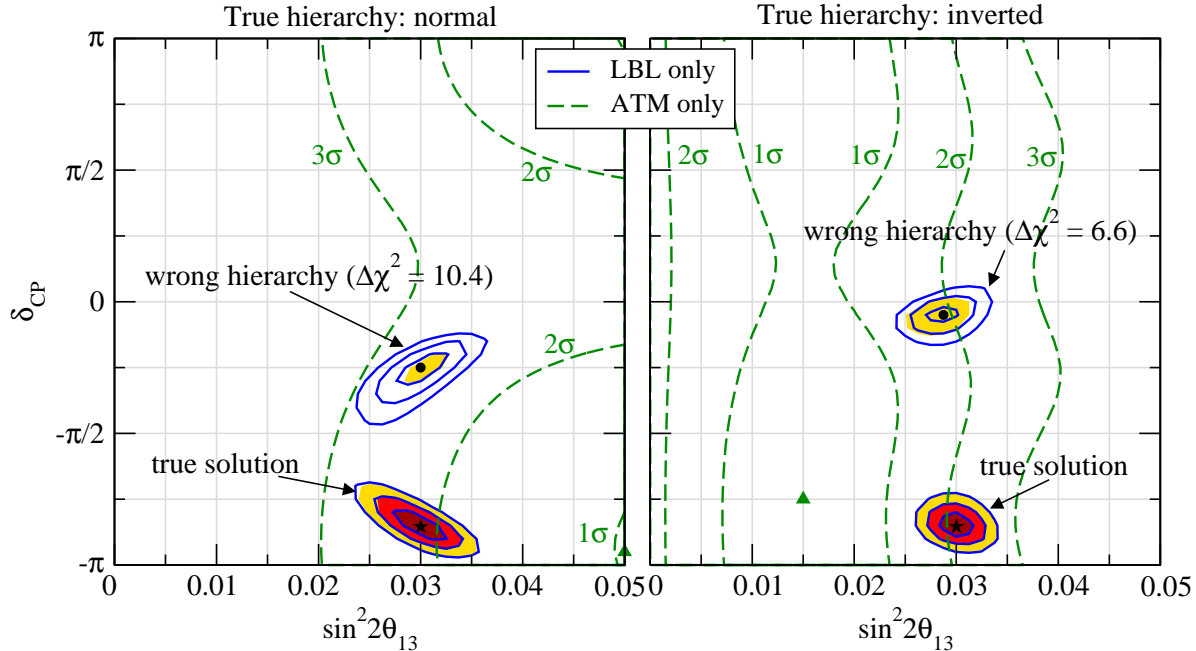 True hierarchy: normal
True hierarchy: inverted
LBL only
ATM only
π
π/2
0
-π/2
-π
δCP
3σ
2σ
wrong hierarchy (Δχ² = 10.4)
2σ
true solution
1σ
0 0.01 0.02 0.03 0.04 0.05
sin²2θ13
2σ 1σ 1σ 2σ 3σ
wrong hierarchy (Δχ² = 6.6)
true solution
0.01 0.02 0.03 0.04 0.05
sin²2θ13